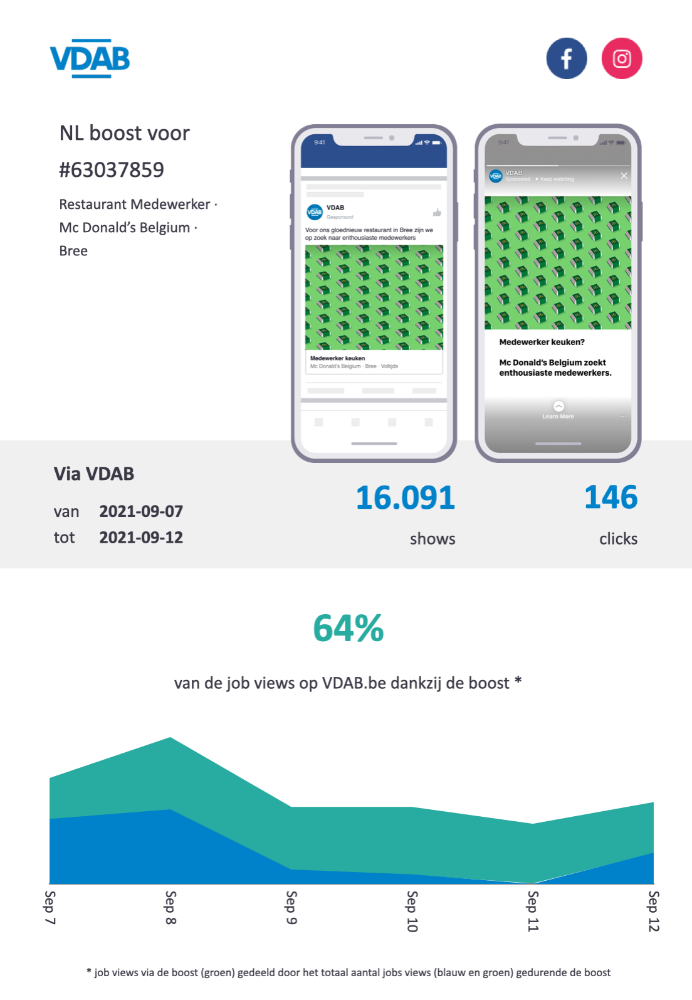 VDAB
NL boost voor
#63037859
Restaurant Medewerker ·
Mc Donald’s Belgium ·
Bree
9:41
VDAB
VDAB
Gesponsord
Voor ons gloednieuw restaurant in Bree zijn we
op zoek naar enthousiaste medewerkers
Medewerker keuken
Mc Donald's Belgium · Bree · Voltijds
9:41
VDAB
VDAB
Sponsored · Keep watching
Medewerker keuken?
Mc Donald’s Belgium zoekt
enthousiaste medewerkers.
Learn More
Via VDAB
van 2021-09-07
tot 2021-09-12
16.091
shows
146
clicks
64%
van de job views op VDAB.be dankzij de boost *
Sep 7
Sep 8
Sep 9
Sep 10
Sep 11
Sep 12
* job views via de boost (groen) gedeeld door het totaal aantal jobs views (blauw en groen) gedurende de boost